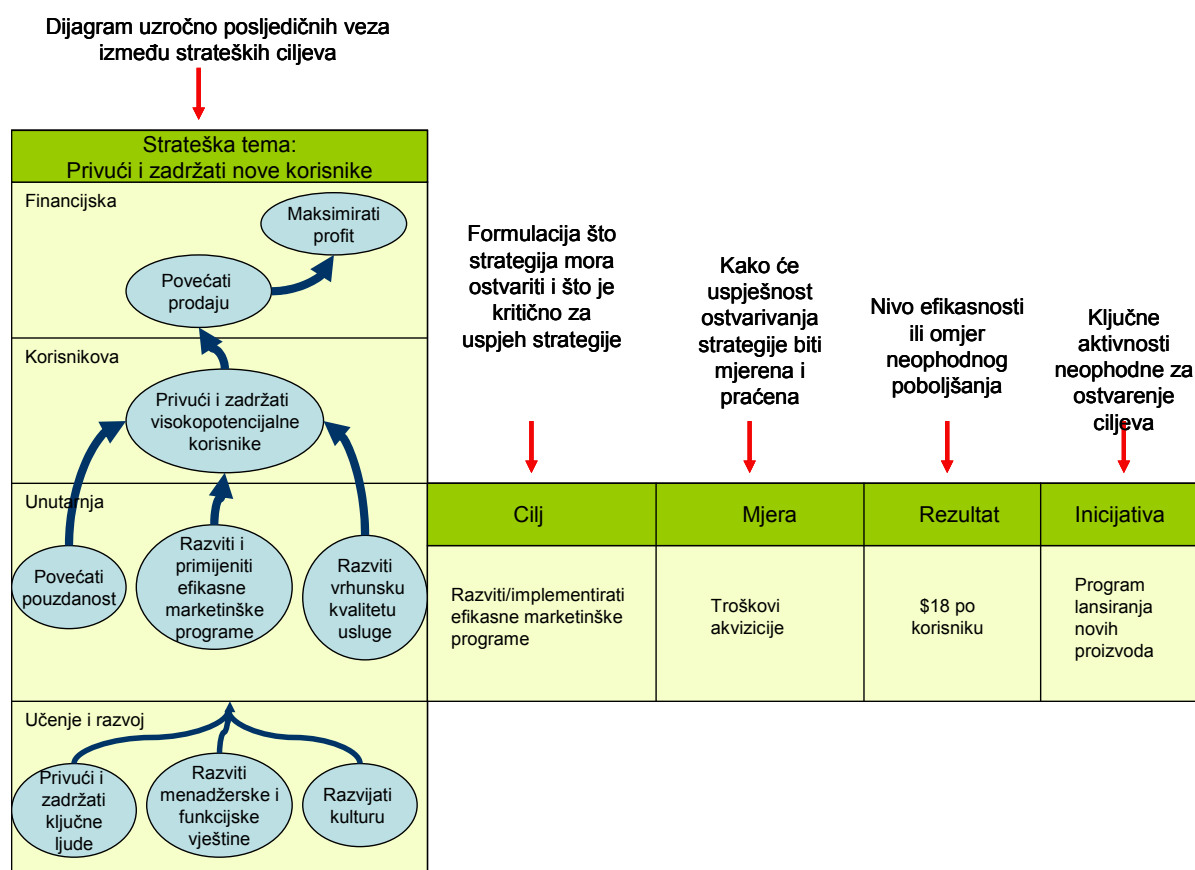 Dijagram uzročno posljedičnih veza
između strateških ciljeva
Strateška tema:
Privući i zadržati nove korisnike
Financijska
Maksimirati
profit
Povećati
prodaju
Korisnikova
Privući i zadržati
visokopotencijalne
korisnike
Unutarnja
Povećati
pouzdanost
Razviti i
primijeniti
efikasne
marketinške
programe
Razviti
vrhunsku
kvalitetu
usluge
Učenje i razvoj
Privući i
zadržati
ključne
ljude
Razviti
menadžerske i
funkcijske
vještine
Razvijati
kulturu
Formulacija što
strategija mora
ostvariti i što je
kritično za
uspjeh strategije
Kako će
uspješnost
ostvarivanja
strategije biti
mjerena i
praćena
Nivo efikasnosti
ili omjer
neophodnog
poboljšanja
Ključne
aktivnosti
neophodne za
ostvarenje
ciljeva
Cilj
Mjera
Rezultat
Inicijativa
Razviti/implementirati
efikasne marketinške
programe
Troškovi
akvizicije
$18 po
korisniku
Program
lansiranja
novih
proizvoda